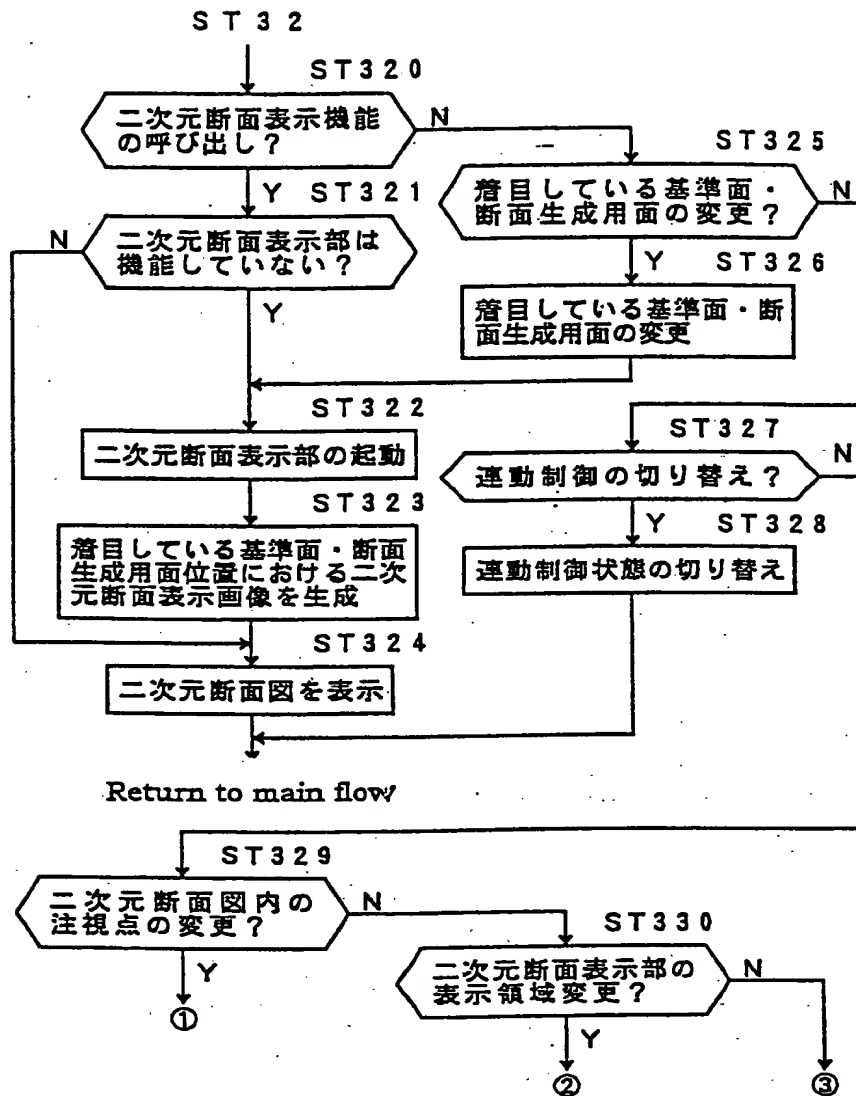 ST32
ST320
二次元断面表示機能
の呼び出し？
N
ST325
着目している基準面・
断面生成用面の変更？
N
Y
ST321
二次元断面表示部は
機能していない？
N
Y
Y
ST326
着目している基準面・断
面生成用面の変更
ST322
二次元断面表示部の起動
ST327
連動制御の切り替え？
N
ST323
着目している基準面・断面
生成用面位置における二次
元断面表示画像を生成
Y
ST328
連動制御状態の切り替え
ST324
二次元断面図を表示
Return to main flow
ST329
二次元断面図内の
注視点の変更？
N
Y
①
ST330
二次元断面表示部の
表示領域変更？
N
Y
②
③